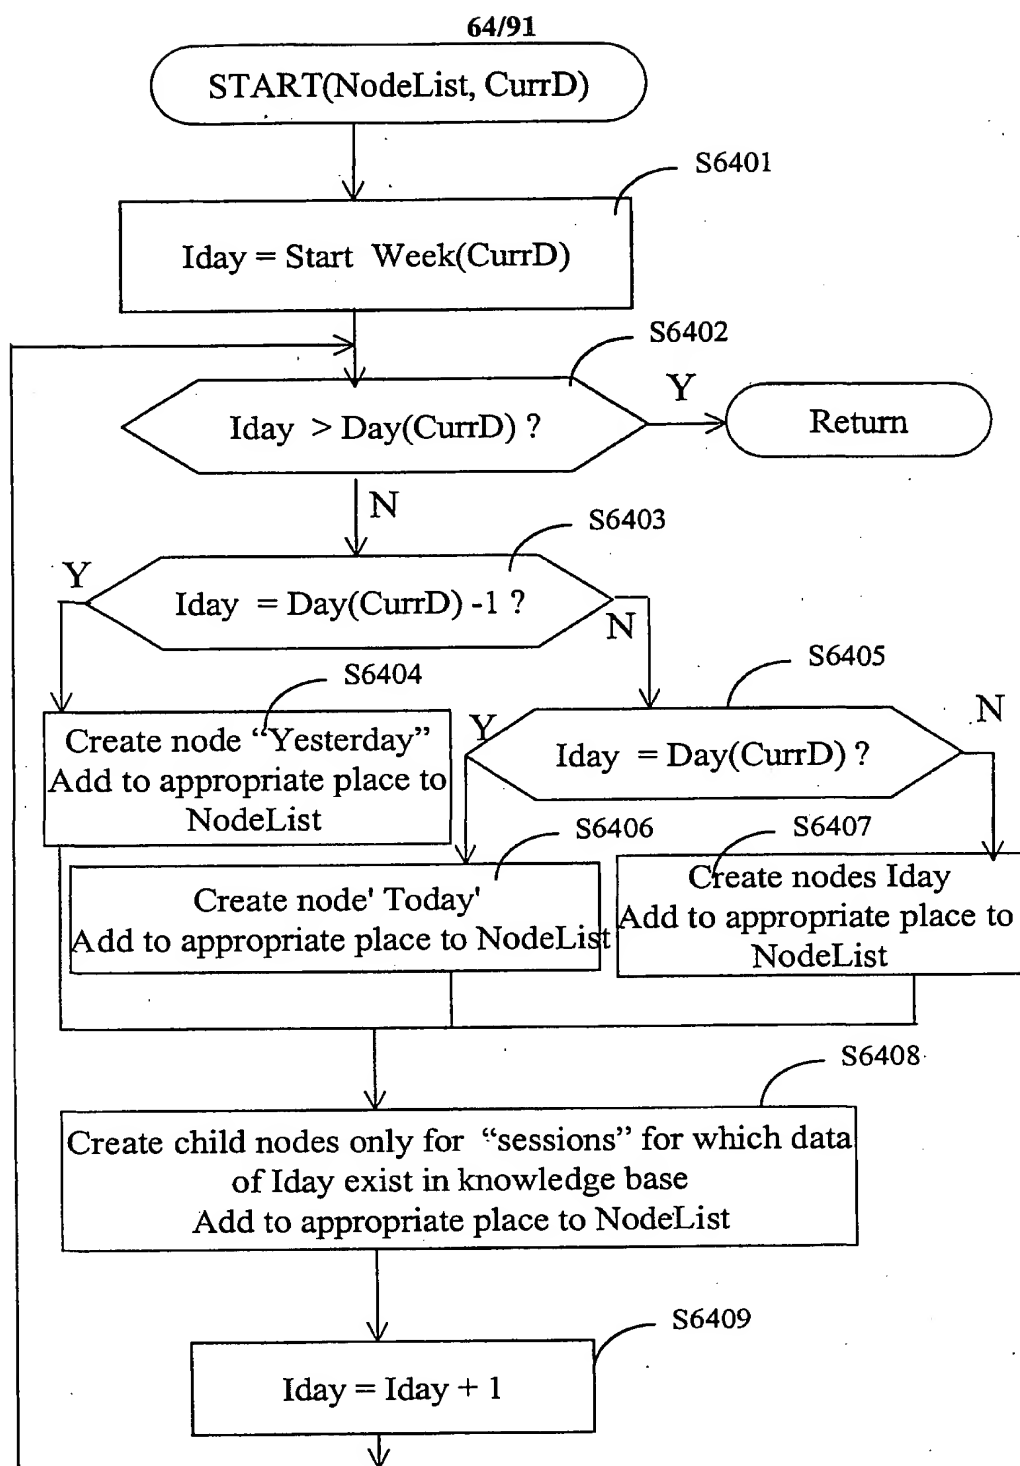 64/91
START(NodeList, CurrD)
S6401
Iday = Start Week(CurrD)
S6402
Iday > Day(CurrD) ?
Y
Return
N
S6403
Y
Iday = Day(CurrD) -1 ?
N
S6404
S6405
Create node “Yesterday”
Add to appropriate place to
NodeList
Y
Iday = Day(CurrD) ?
N
S6406
S6407
Create node' Today'
Add to appropriate place to NodeList
Create nodes Iday
Add to appropriate place to
NodeList
S6408
Create child nodes only for “sessions” for which data
of Iday exist in knowledge base
Add to appropriate place to NodeList
S6409
Iday = Iday + 1